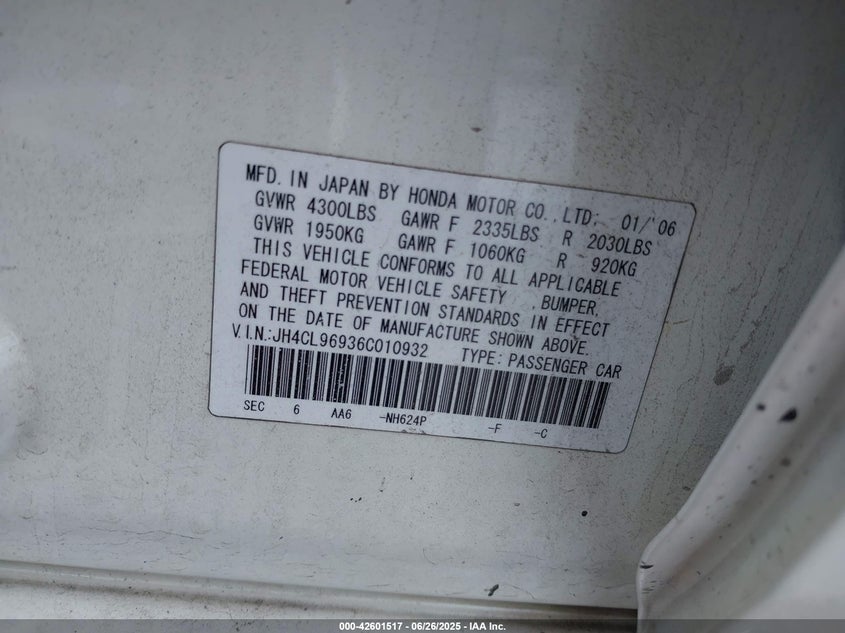 MFD. IN JAPAN BY HONDA MOTOR CO., LTD; 01/'06
GVWR 4300LBS GAWR F 2335LBS R 2030LBS
GVWR 1950KG GAWR F 1060KG R 920KG
THIS VEHICLE CONFORMS TO ALL APPLICABLE
FEDERAL MOTOR VEHICLE SAFETY , BUMPER,
AND THEFT PREVENTION STANDARDS IN EFFECT
ON THE DATE OF MANUFACTURE SHOWN ABOVE.
V.I.N.:JH4CL96936C010932 TYPE: PASSENGER CAR
SEC 6 AA6 -NH624P -F -C
000-42601517 - 06/26/2025 - IAA Inc.